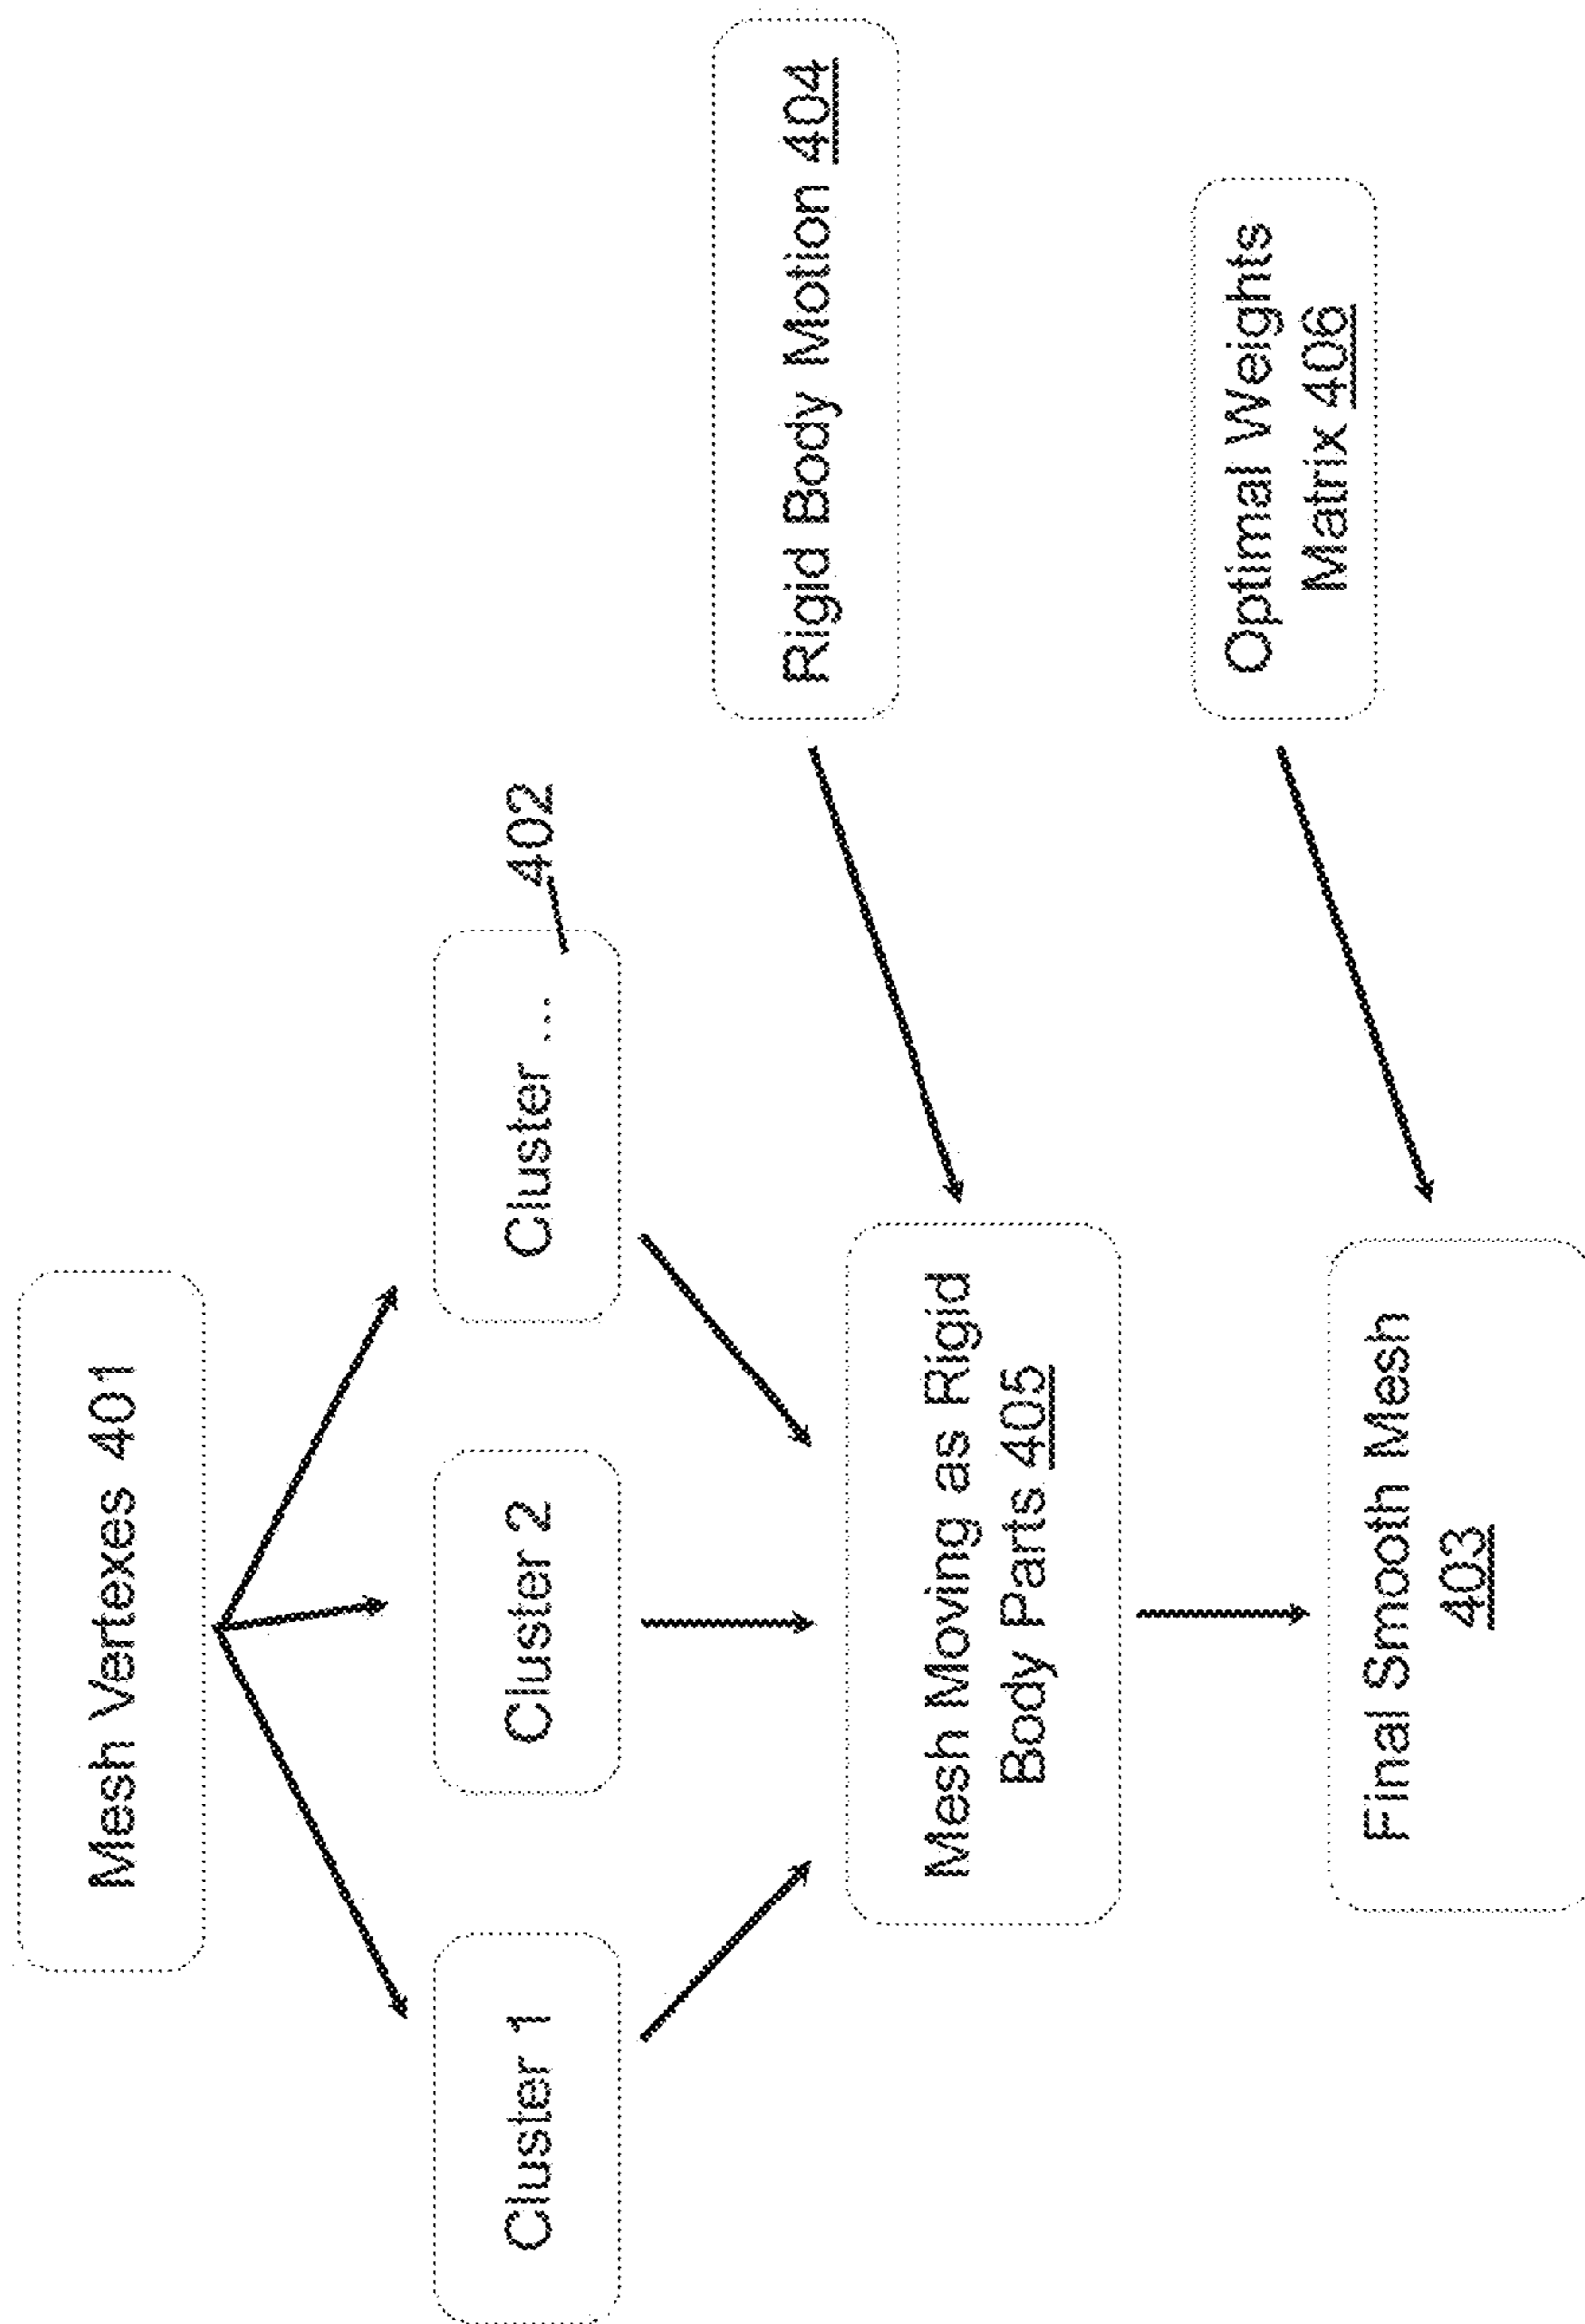 Mesh Vertexes 401
Cluster 1
Cluster 2
Cluster ...
402
Rigid Body Motion 404
Mesh Moving as Rigid
Body Parts 405
Optimal Weights
Matrix 406
Final Smooth Mesh
403